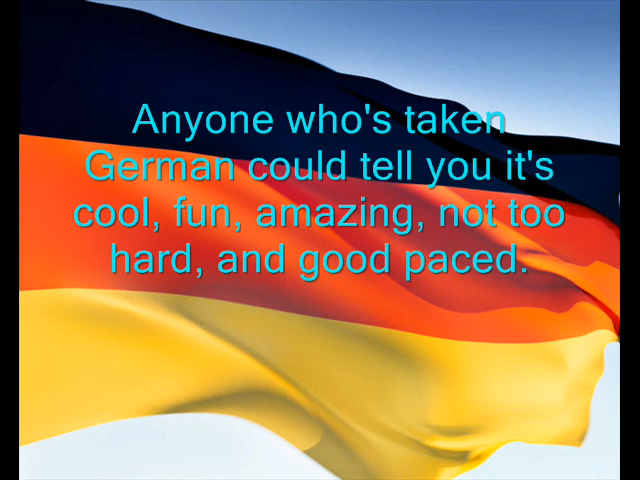 Anyone who's taken
German could tell you it's
cool, fun, amazing, not too
hard, and good paced.